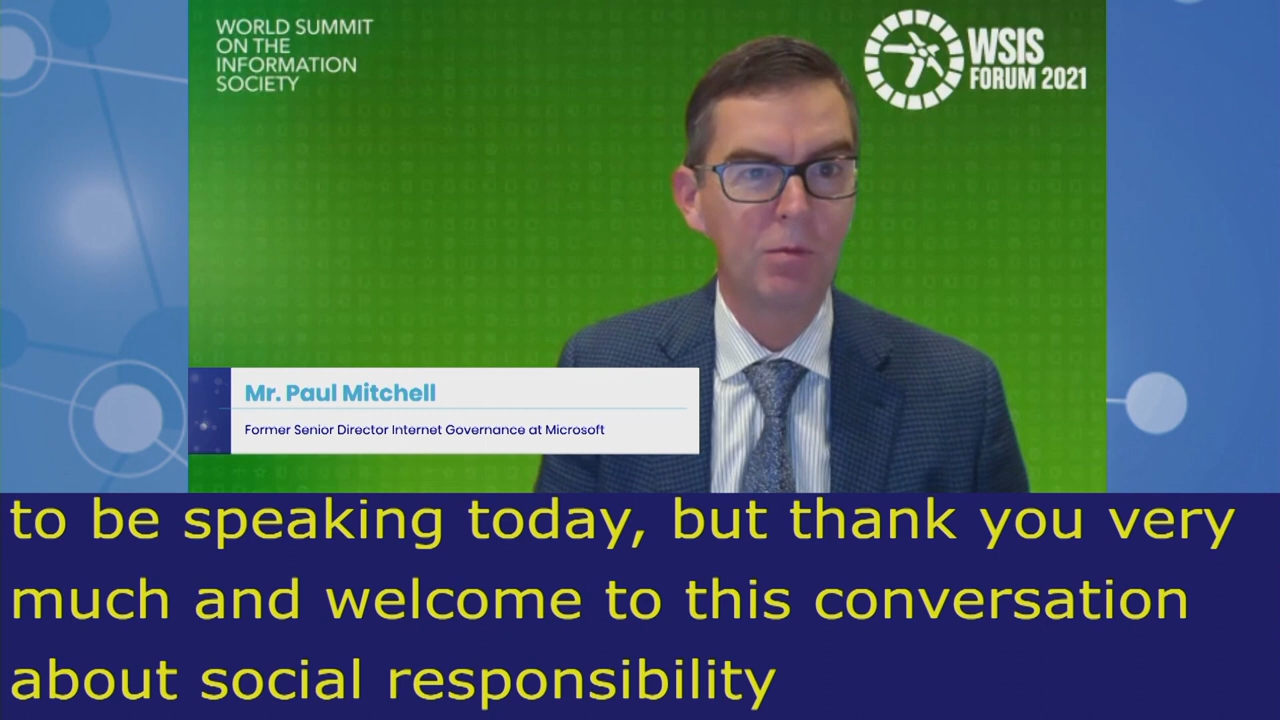 WORLD SUMMIT
ON THE
INFORMATION
SOCIETY
WSIS
FORUM 2021
Mr. Paul Mitchell
Former Senior Director Internet Governance at Microsoft
to be speaking today, but thank you very
much and welcome to this conversation
about social responsibility